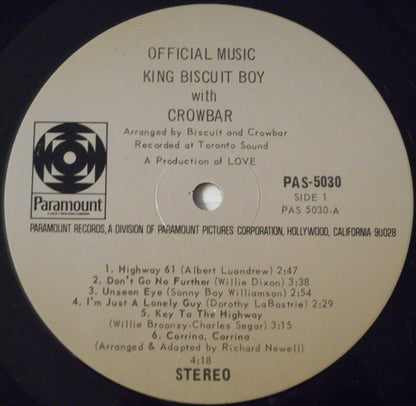 OFFICIAL MUSIC
KING BISCUIT BOY
with
CROWBAR
Arranged by Biscuit and Crowbar
Recorded at Toronto Sound
A Production of LOVE
Paramount
PAS-5030
SIDE 1
PAS 5030-A
PARAMOUNT RECORDS, A DIVISION OF PARAMOUNT PICTURES CORPORATION, HOLLYWOOD, CALIFORNIA 90028
1. Highway 61 (Albert Luandrew) 2:47
2. Don't Go No Further (Willie Dixon) 3:38
3. Unseen Eye (Sonny Boy Williamson) 2:54
4. I'm Just A Lonely Guy (Dorothy LaBostrie) 2:29
5. Key To The Highway
(Willie Broonzy-Charles Segar) 3:15
6. Corrina, Corrina
(Arranged & Adapted by Richard Newell)
4:18
STEREO